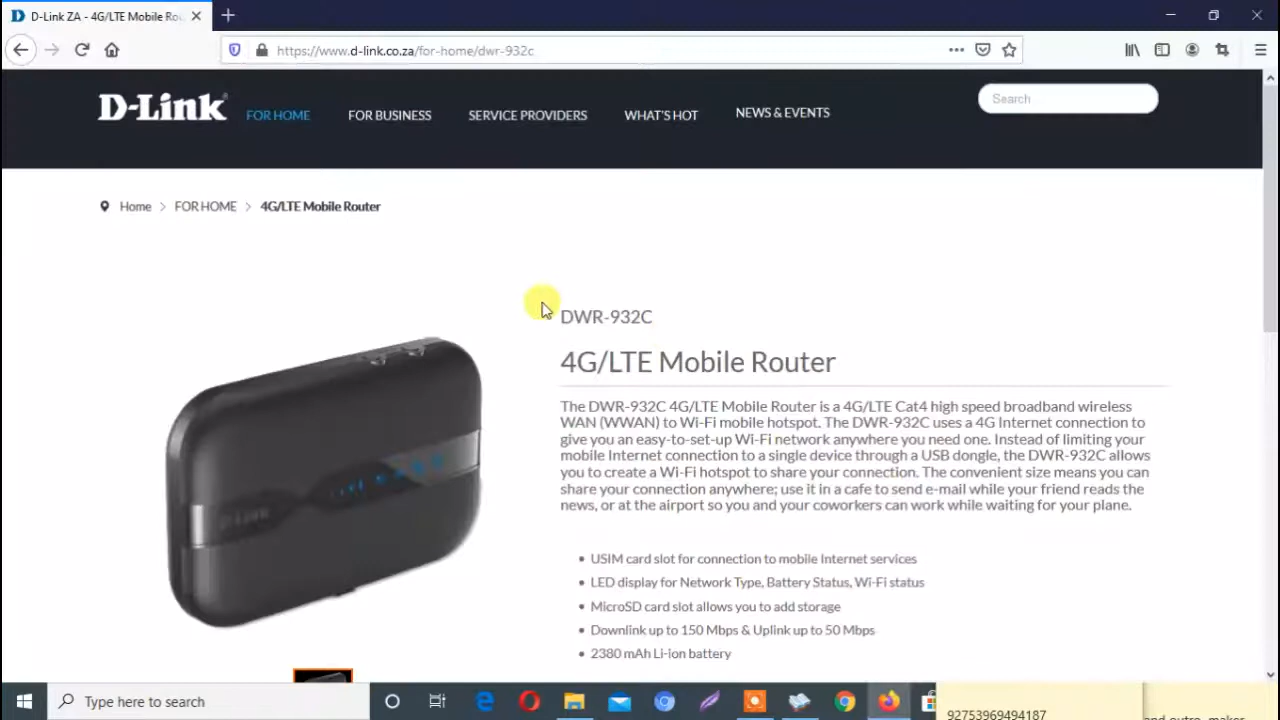 D-Link ZA - 4G/LTE Mobile Rou
https://www.d-link.co.za/for-home/dwr-932c
D-Link
FOR HOME
FOR BUSINESS
SERVICE PROVIDERS
WHAT'S HOT
NEWS & EVENTS
Search
Home > FOR HOME > 4G/LTE Mobile Router
DWR-932C
4G/LTE Mobile Router
The DWR-932C 4G/LTE Mobile Router is a 4G/LTE Cat4 high speed broadband wireless
WAN (WWAN) to Wi-Fi mobile hotspot. The DWR-932C uses a 4G Internet connection to
give you an easy-to-set-up Wi-Fi network anywhere you need one. Instead of limiting your
mobile Internet connection to a single device through a USB dongle, the DWR-932C allows
you to create a Wi-Fi hotspot to share your connection. The convenient size means you can
share your connection anywhere; use it in a cafe to send e-mail while your friend reads the
news, or at the airport so you and your coworkers can work while waiting for your plane.
• USIM card slot for connection to mobile Internet services
• LED display for Network Type, Battery Status, Wi-Fi status
• MicroSD card slot allows you to add storage
• Downlink up to 150 Mbps & Uplink up to 50 Mbps
• 2380 mAh Li-ion battery
D-Link
Type here to search
92753969494187
and outro maker